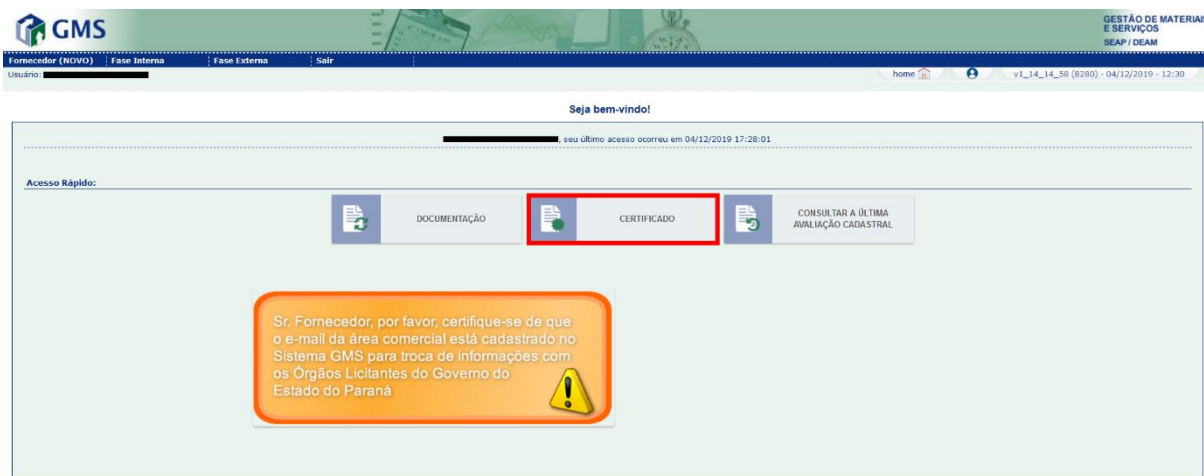 GMS
GESTÃO DE MATERIAI
E SERVIÇOS
SEAP / DEAM
Fornecedor (NOVO) Fase Interna Fase Externa Sair
Usuário:
home v1_14_14_58 (8280) - 04/12/2019 - 12:30
Seja bem-vindo!
, seu último acesso ocorreu em 04/12/2019 17:28:01
Acesso Rápido:
DOCUMENTAÇÃO
CERTIFICADO
CONSULTAR A ÚLTIMA
AVALIAÇÃO CADASTRAL
Sr. Fornecedor, por favor, certifique-se de que
o e-mail da área comercial está cadastrado no
Sistema GMS para troca de informações com
os Órgãos Licitantes do Governo do
Estado do Paraná